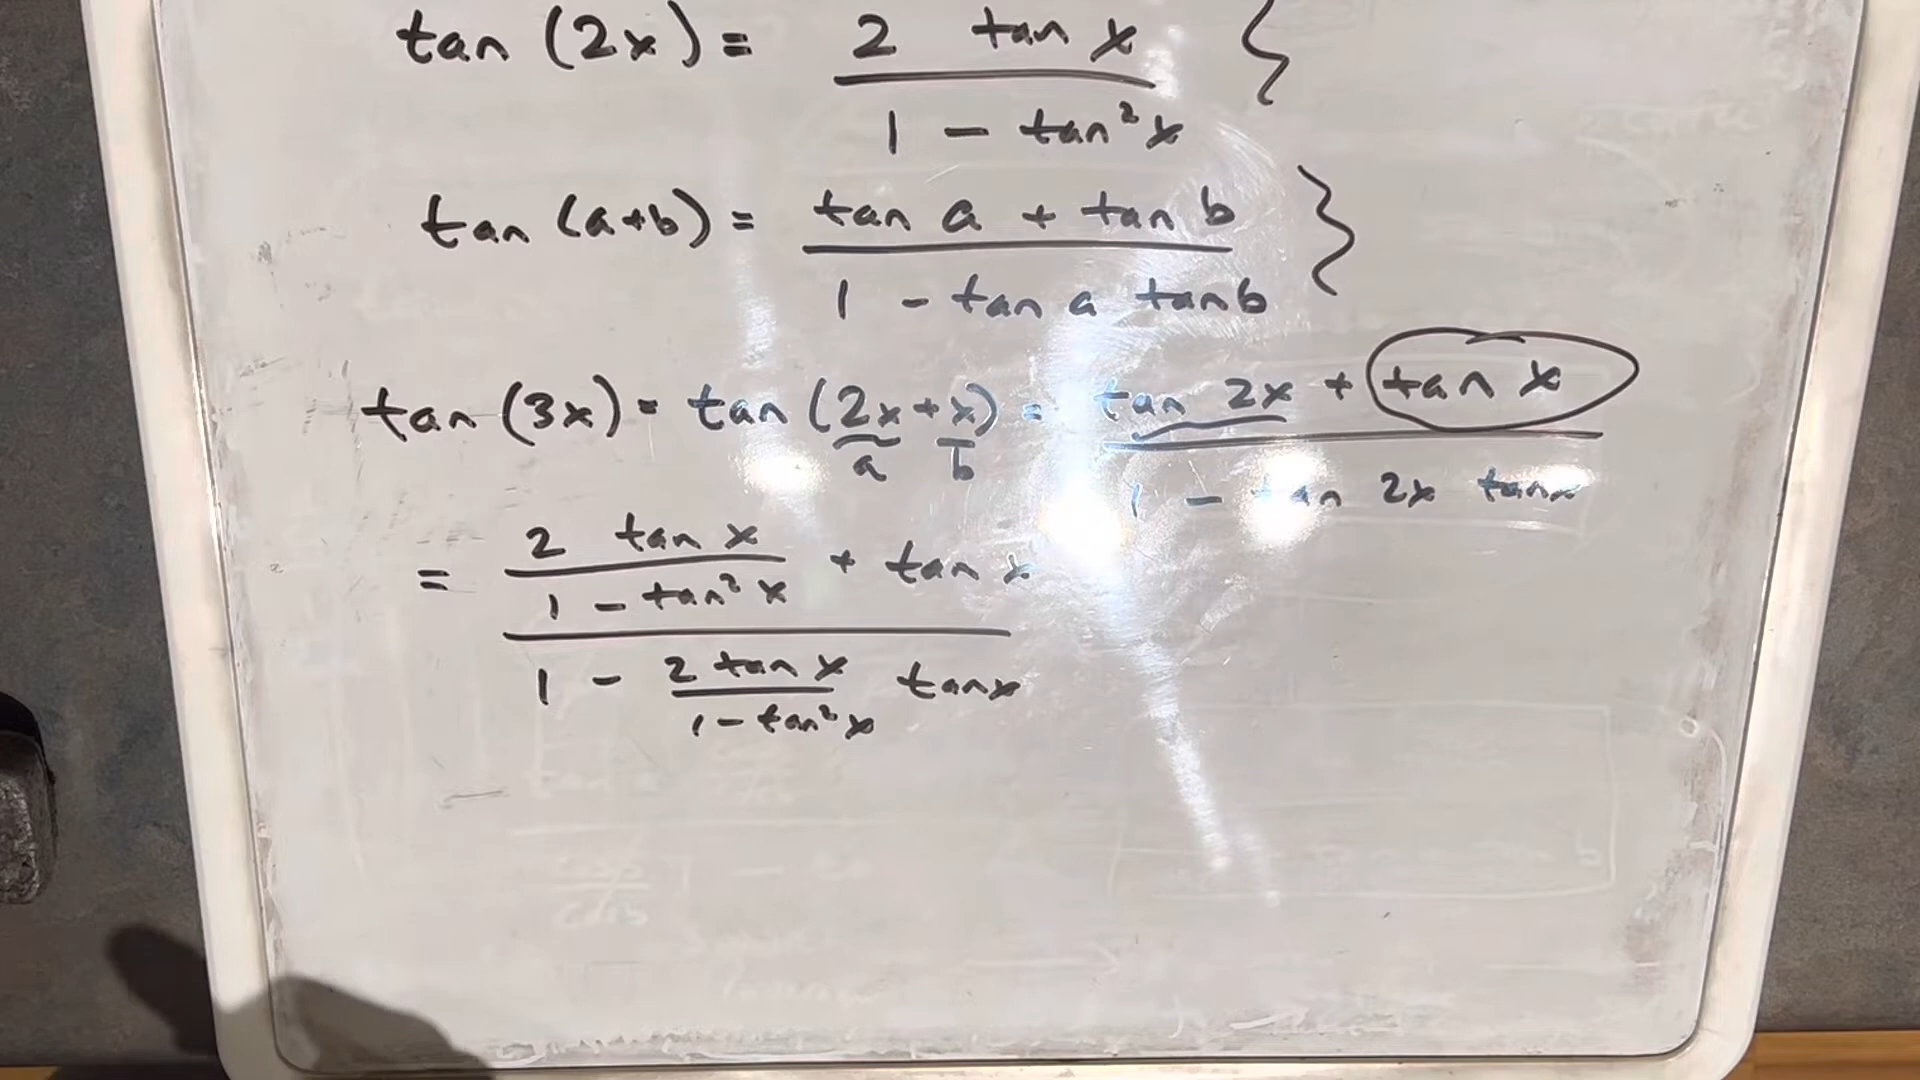 tan (2x) = 2 tan x / 1 - tan²x }
tan (a+b) = tan a + tan b / 1 - tan a tan b }
tan (3x) = tan (2x + x) = tan 2x + tan x / 1 - tan 2x tan x
a b
= 2 tan x / 1 - tan²x + tan x
1 - 2 tan x / 1 - tan²x tan x